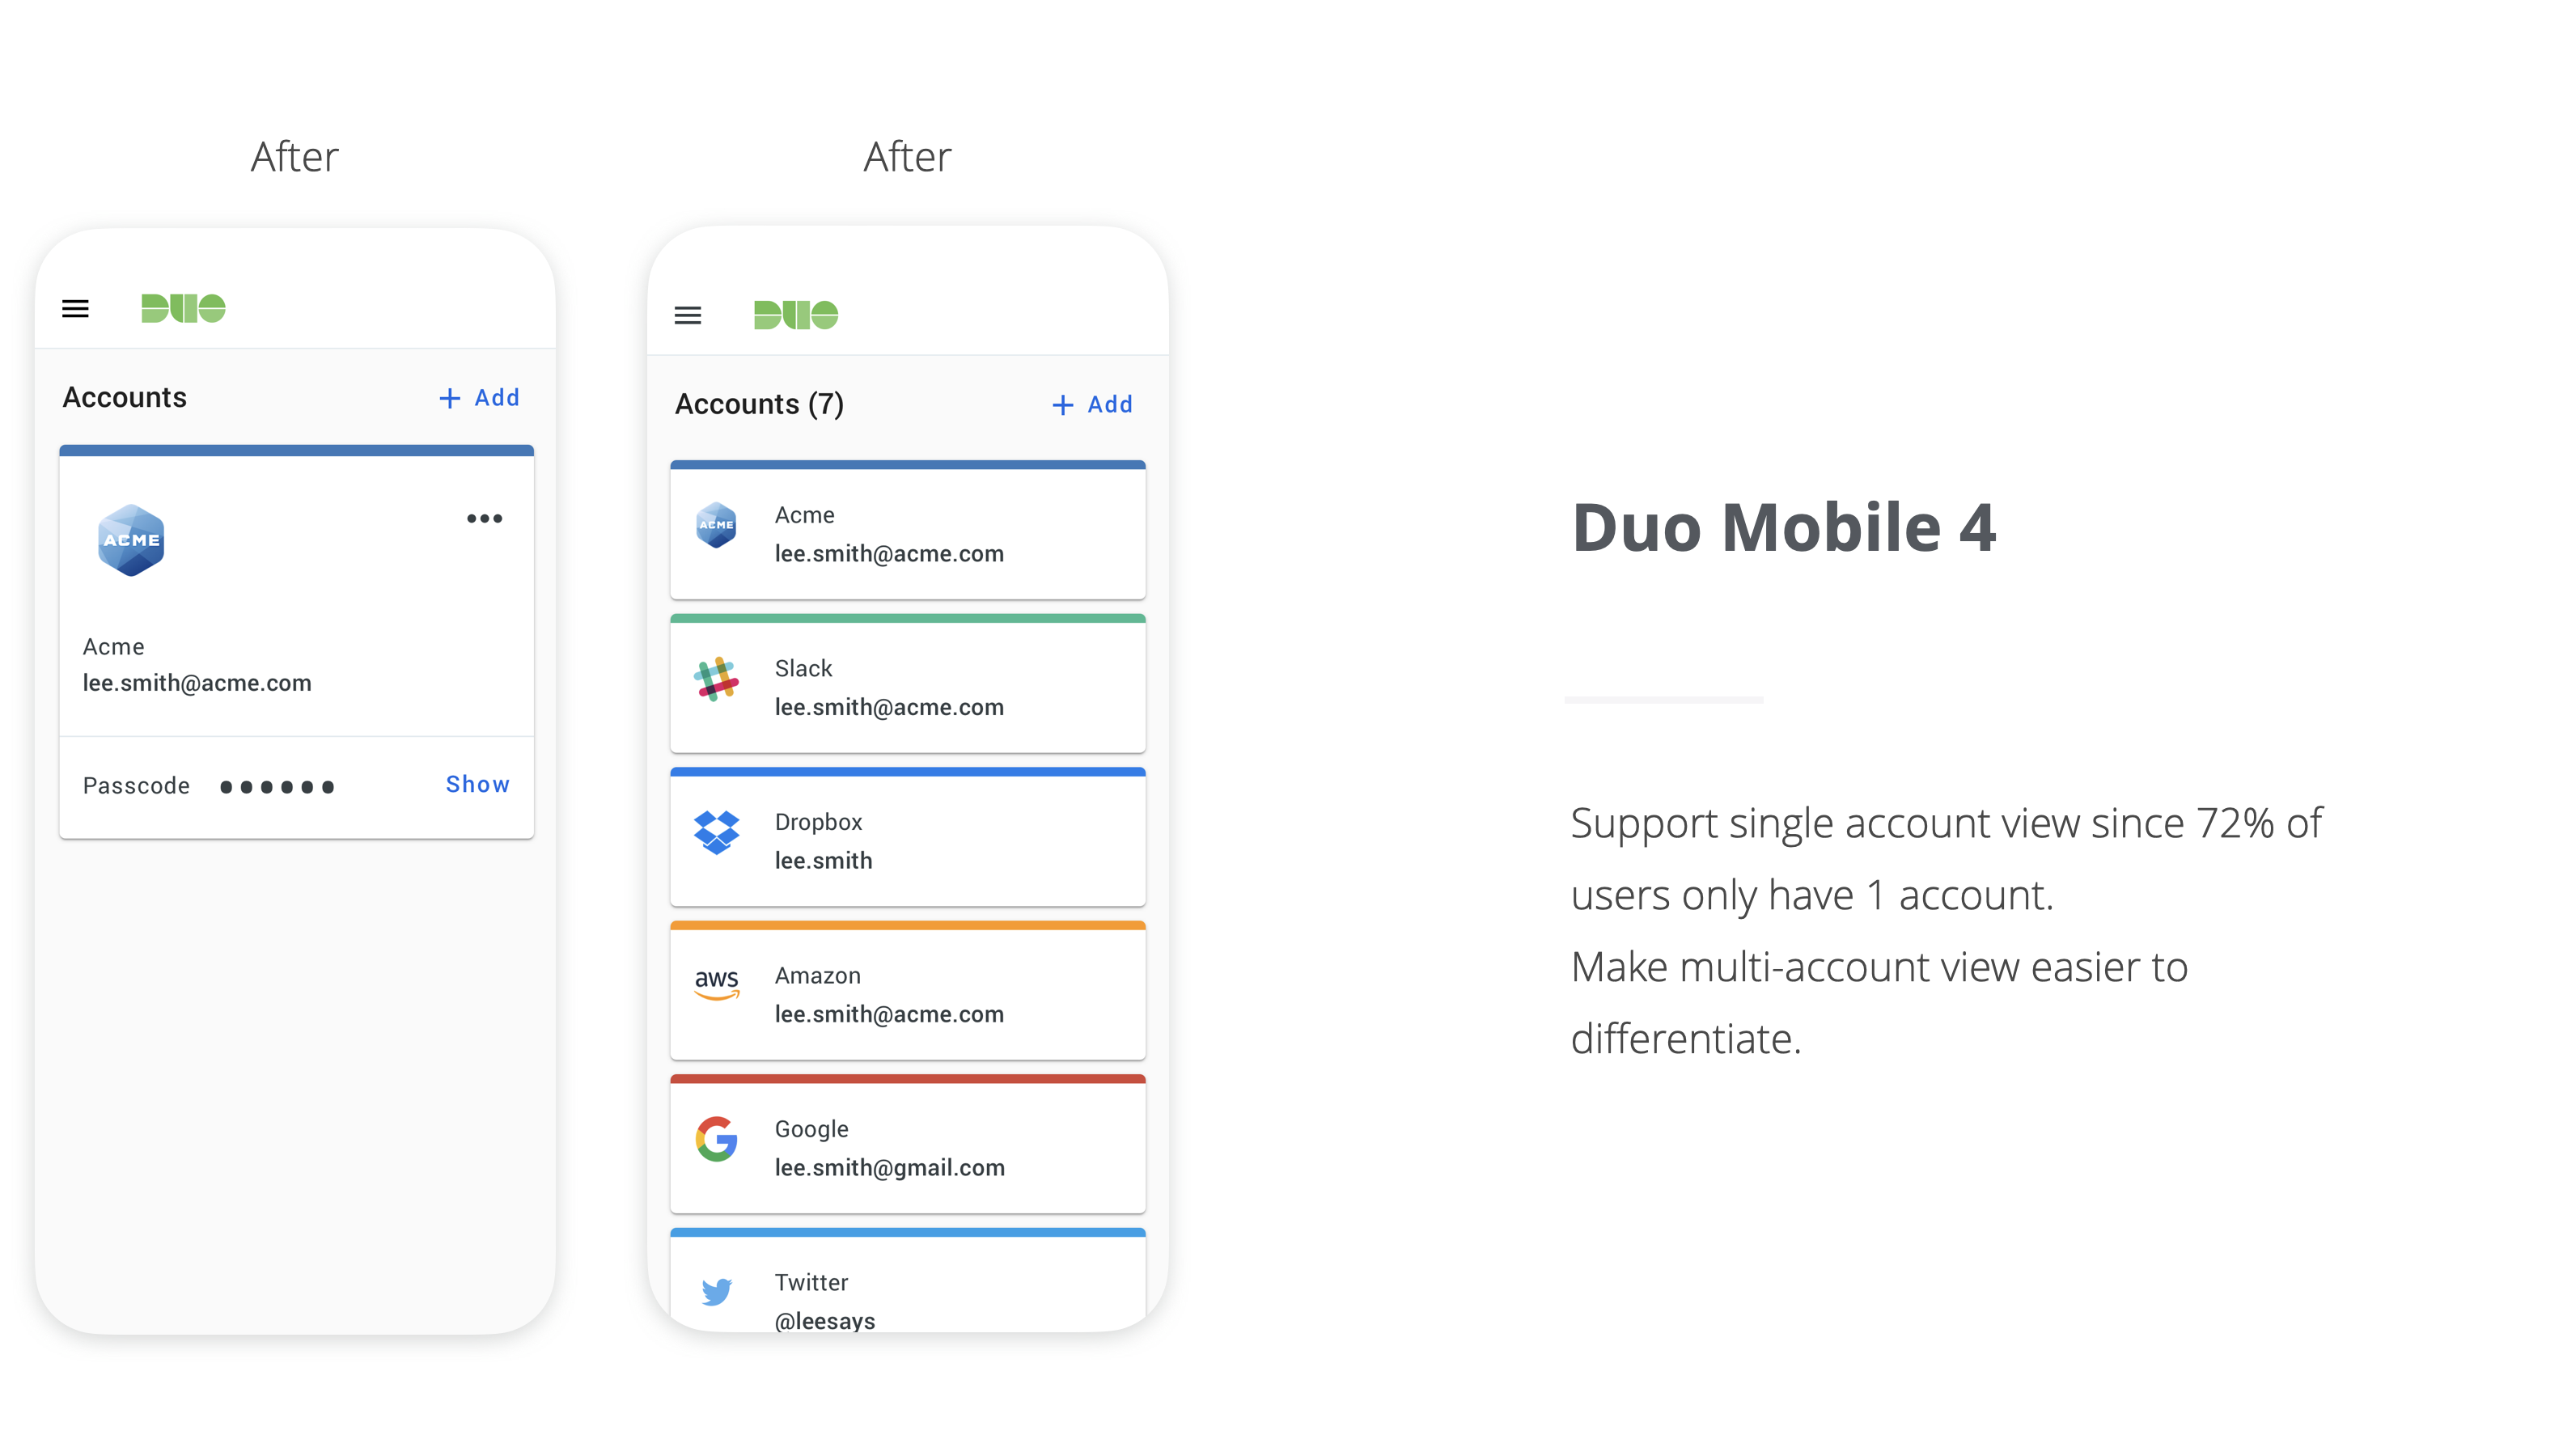 After
DUO
Accounts
+ Add
ACME
•••
Acme
lee.smith@acme.com
Passcode ••••••
Show
After
DUO
Accounts (7)
+ Add
ACME
Acme
lee.smith@acme.com
Slack
lee.smith@acme.com
Dropbox
lee.smith
aws
Amazon
lee.smith@acme.com
G
Google
lee.smith@gmail.com
Twitter
@leesays
Duo Mobile 4
Support single account view since 72% of
users only have 1 account.
Make multi-account view easier to
differentiate.